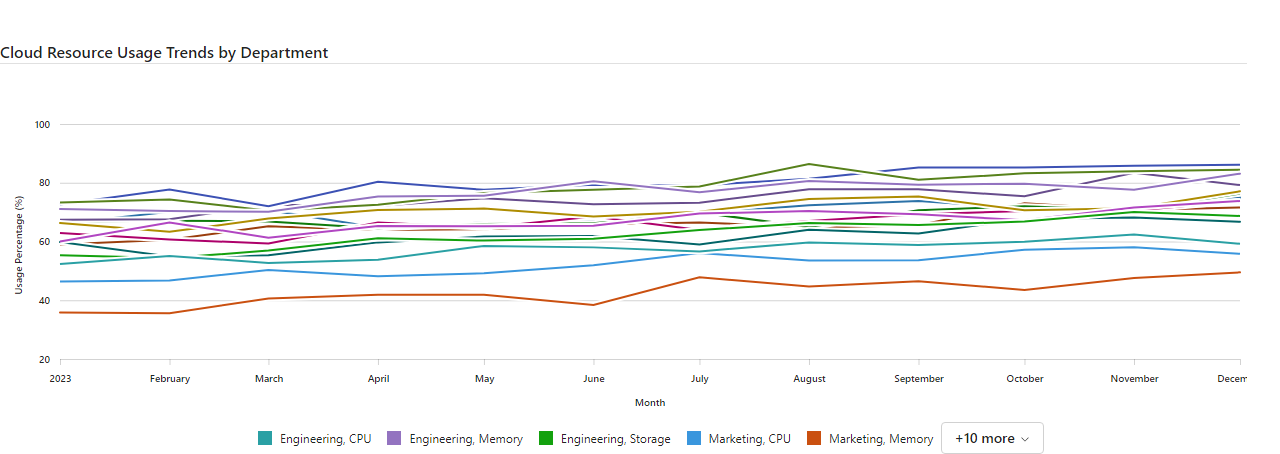 Cloud Resource Usage Trends by Department
100
80
60
40
20
Usage Percentage (%)
2023 February March April May June July August September October November Decem
Month
Engineering, CPU Engineering, Memory Engineering, Storage Marketing, CPU Marketing, Memory +10 more